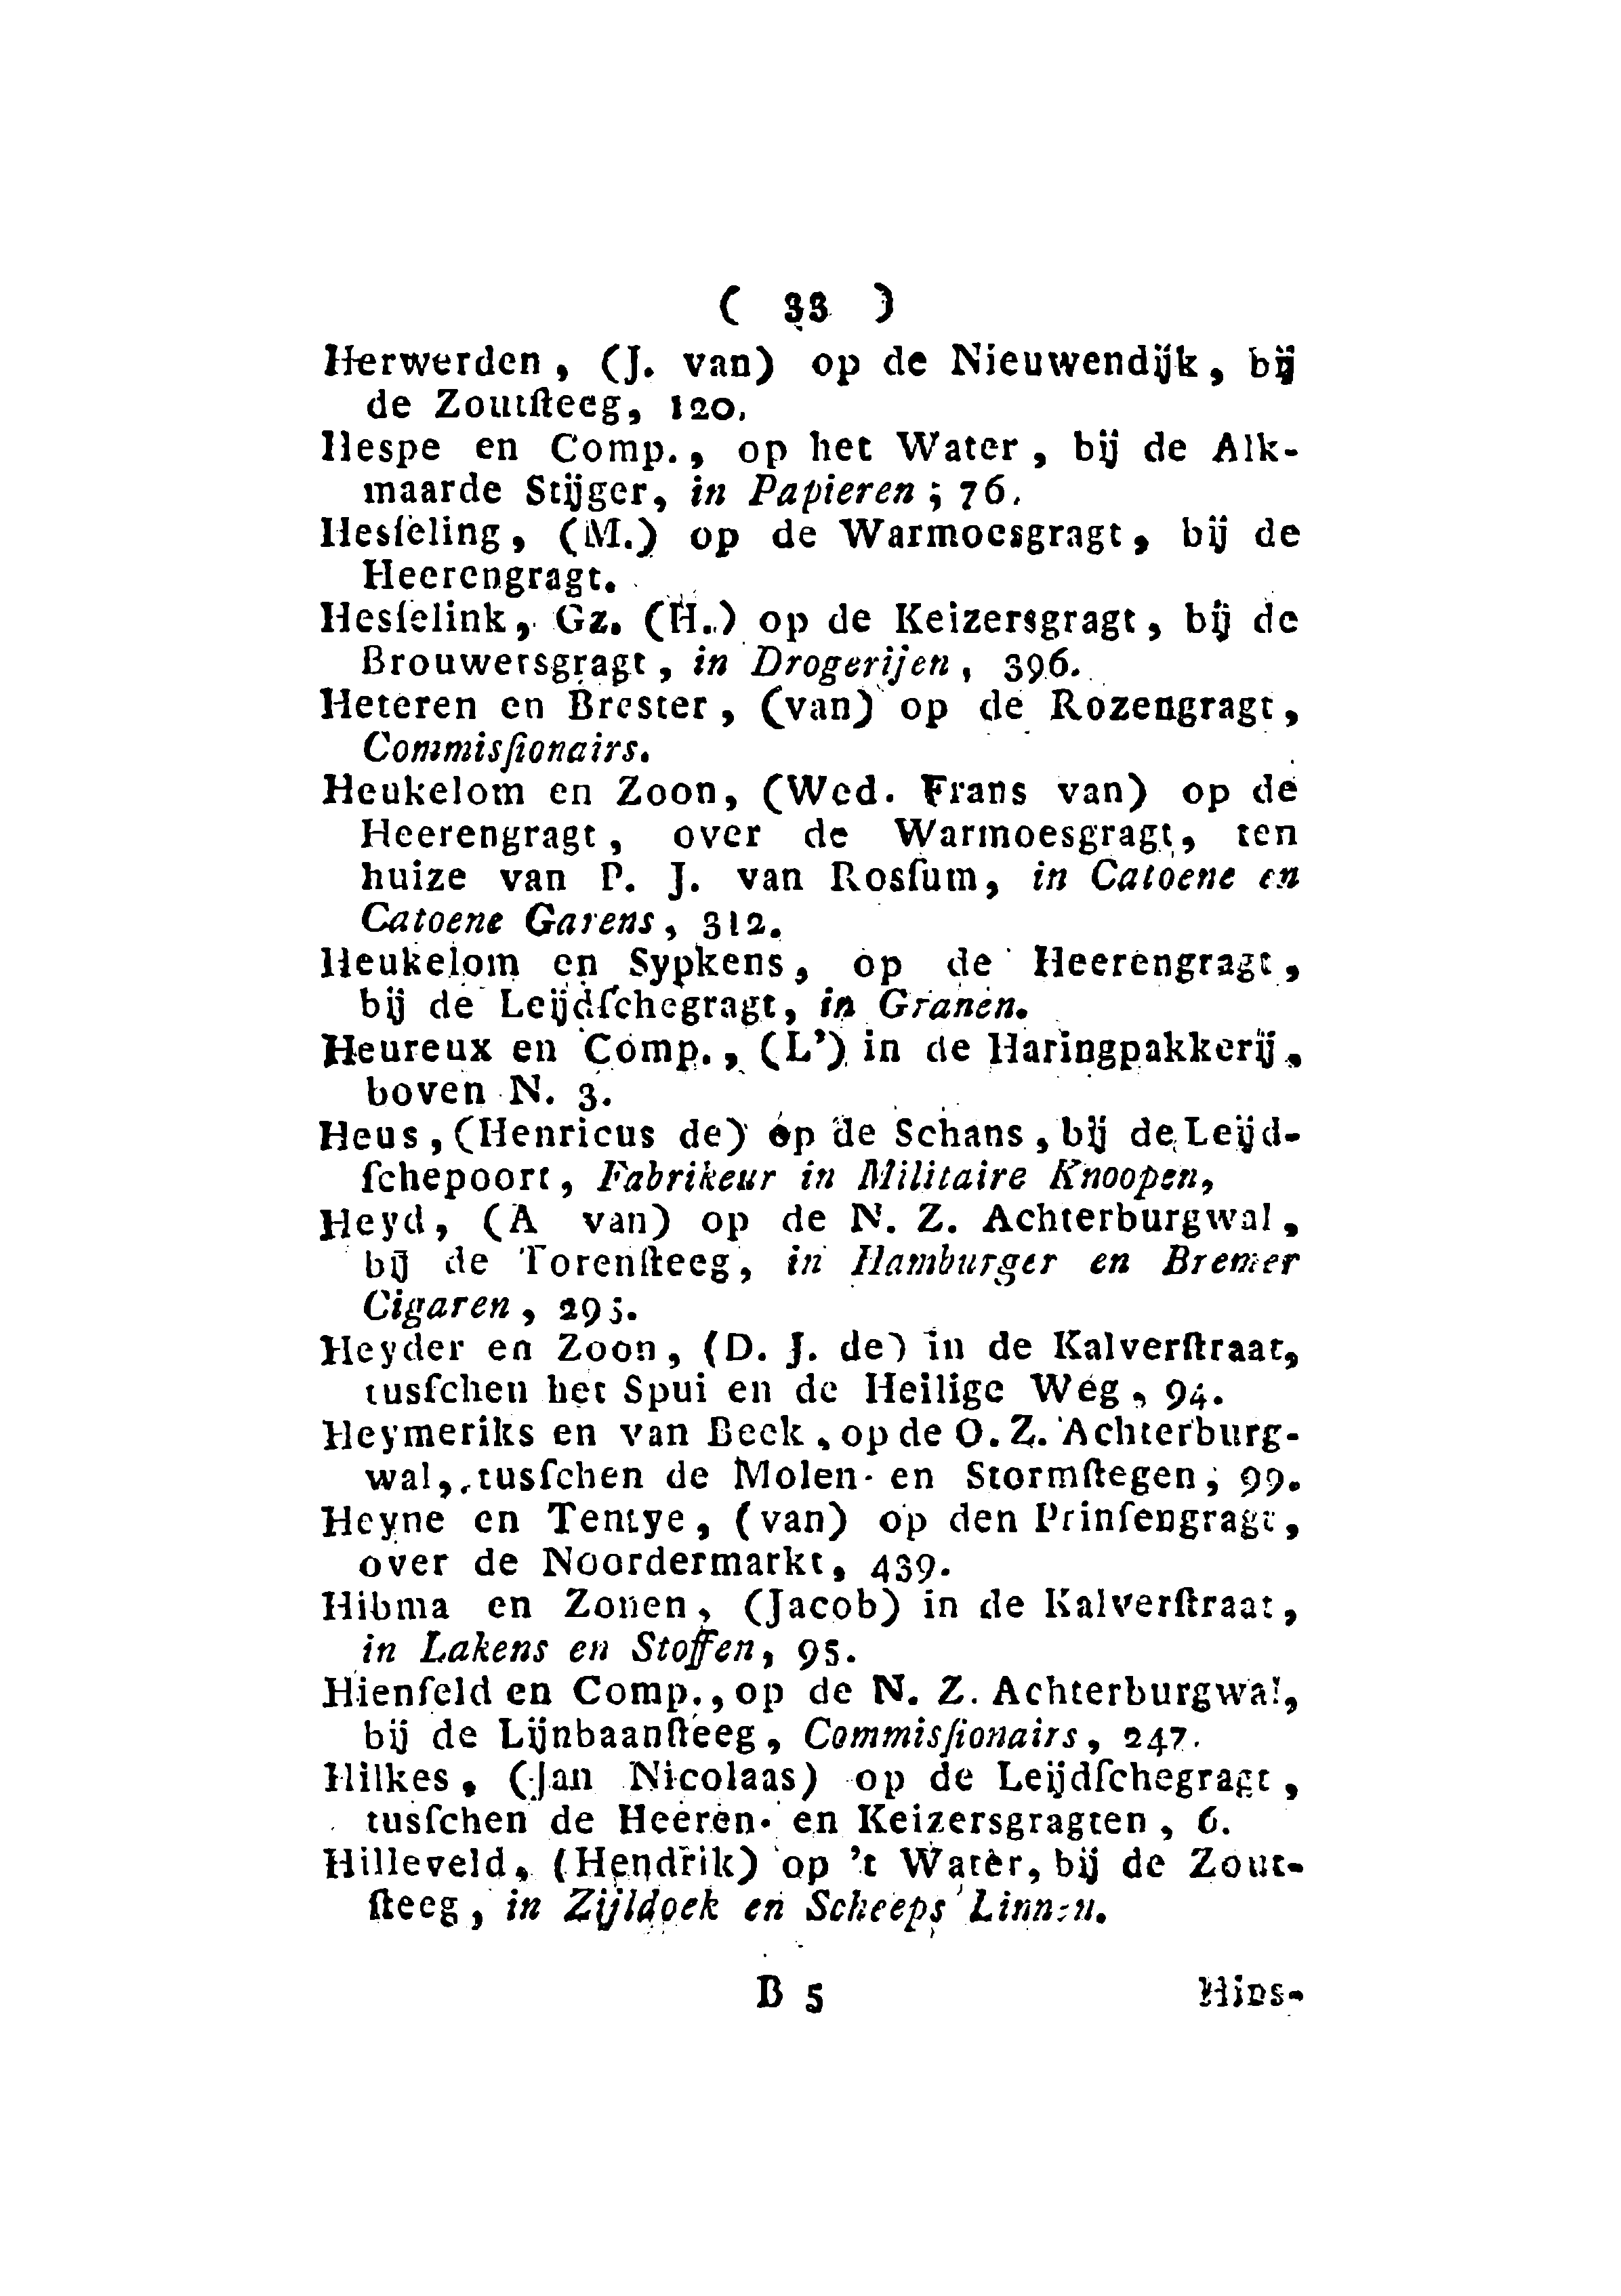 ( 33 )
Herwerden, (J. van) op de Nieuwendijk, bij
de Zoutſteeg, 120.
Hespe en Comp., op het Water, bij de Alk-
maarde Stijger, in Papieren; 76.
Hesſeling, (M.) op de Warmoesgragt, bij de
Heerengragt.
Hesſelink, Gz. (H.) op de Keizersgragt, bij de
Brouwersgragt, in Drogerijen, 396.
Heteren en Brester, (van) op de Rozengragt,
Commisſionairs.
Heukelom en Zoon, (Wed. Frans van) op de
Heerengragt, over de Warmoesgragt, ten
huize van P. J. van Rosſum, in Catoene en
Catoene Garens, 312.
Heukelom en Sypkens, op de Heerengragt,
bij de Leijdſchegragt, in Granen.
Heureux en Comp., (L') in de Haringpakkerij,
boven N. 3.
Heus, (Henricus de) op de Schans, bij de Leijd-
ſchepoort, Fabrikeur in Militaire Knoopen,
Heyd, (A van) op de N. Z. Achterburgwal,
bij de Torenſteeg, in Hamburger en Bremer
Cigaren, 295.
Heyder en Zoon, (D. J. de) in de Kalverſtraat,
tusſchen het Spui en de Heilige Weg, 94.
Heymeriks en van Beek, op de O. Z. Achterburg-
wal, tusſchen de Molen- en Stormſtegen, 99.
Heyne en Tentye, (van) op den Prinſengragt,
over de Noordermarkt, 439.
Hibma en Zonen, (Jacob) in de Kalverſtraat,
in Lakens en Stoffen, 95.
Hienfeld en Comp., op de N. Z. Achterburgwal,
bij de Lijnbaanſteeg, Commisſionairs, 247.
Hilkes, (Jan Nicolaas) op de Leijdſchegragt,
tusſchen de Heeren- en Keizersgragten, 6.
Hilleveld, (Hendrik) op 't Water, bij de Zout-
ſteeg, in Zijldoek en Scheeps Linnen.
B 5 Hins-